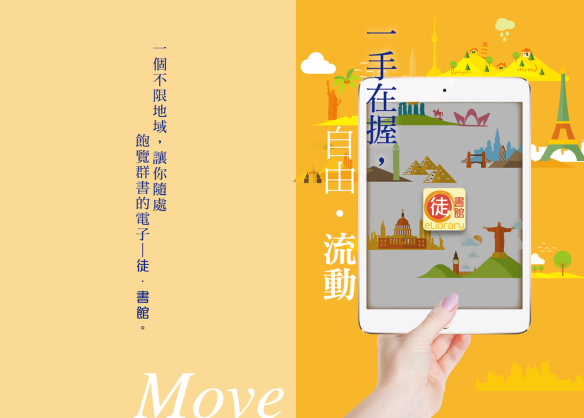 一手在握，
自由．流動
徒
書館
eLibrary
一個不限地域，讓你隨處
飽覽群書的電子—徒．書館。
Move